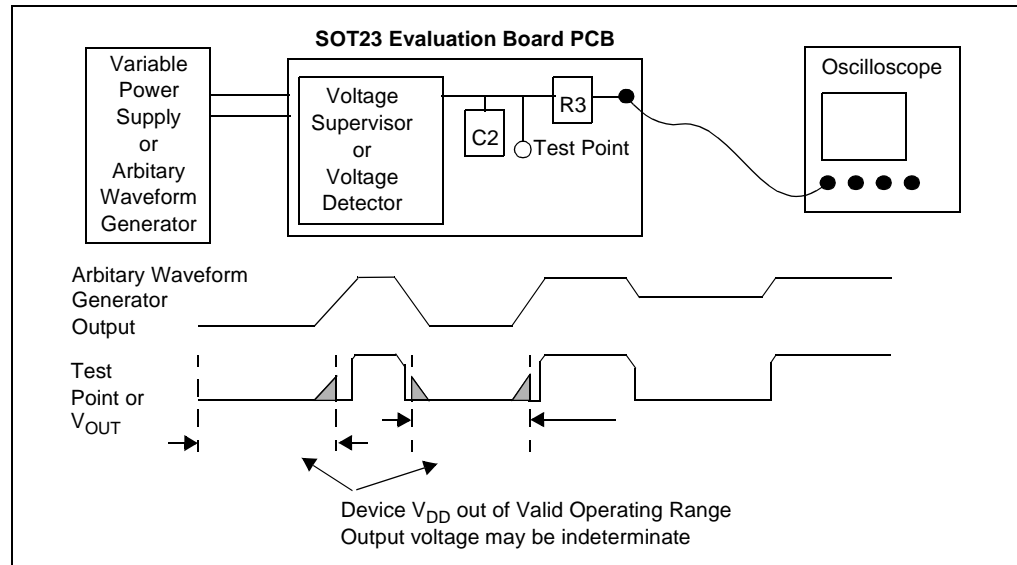 SOT23 Evaluation Board PCB
Variable
Power
Supply
or
Arbitary
Waveform
Generator
Voltage
Supervisor
or
Voltage
Detector
C2
R3
Test Point
Oscilloscope
Arbitary Waveform
Generator
Output
Test
Point or
VOUT
Device VDD out of Valid Operating Range
Output voltage may be indeterminate